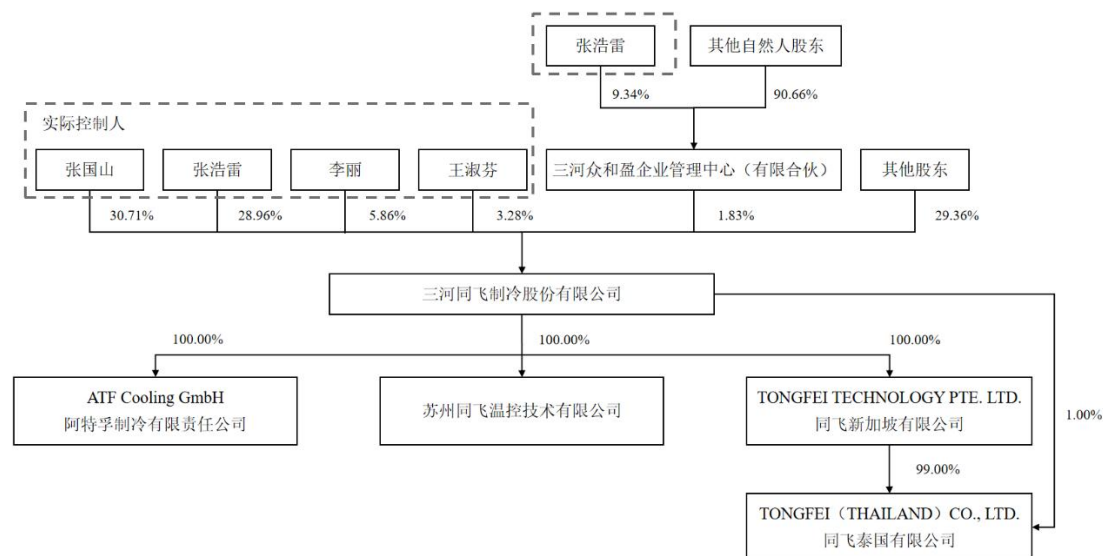 张浩雷
其他自然人股东
9.34%
90.66%
实际控制人
张国山
张浩雷
李丽
王淑芬
三河众和盈企业管理中心（有限合伙）
其他股东
30.71%
28.96%
5.86%
3.28%
1.83%
29.36%
三河同飞制冷股份有限公司
100.00%
100.00%
100.00%
ATF Cooling GmbH
阿特孚制冷有限责任公司
苏州同飞温控技术有限公司
TONGFEI TECHNOLOGY PTE. LTD.
同飞新加坡有限公司
1.00%
99.00%
TONGFEI（THAILAND）CO., LTD.
同飞泰国有限公司